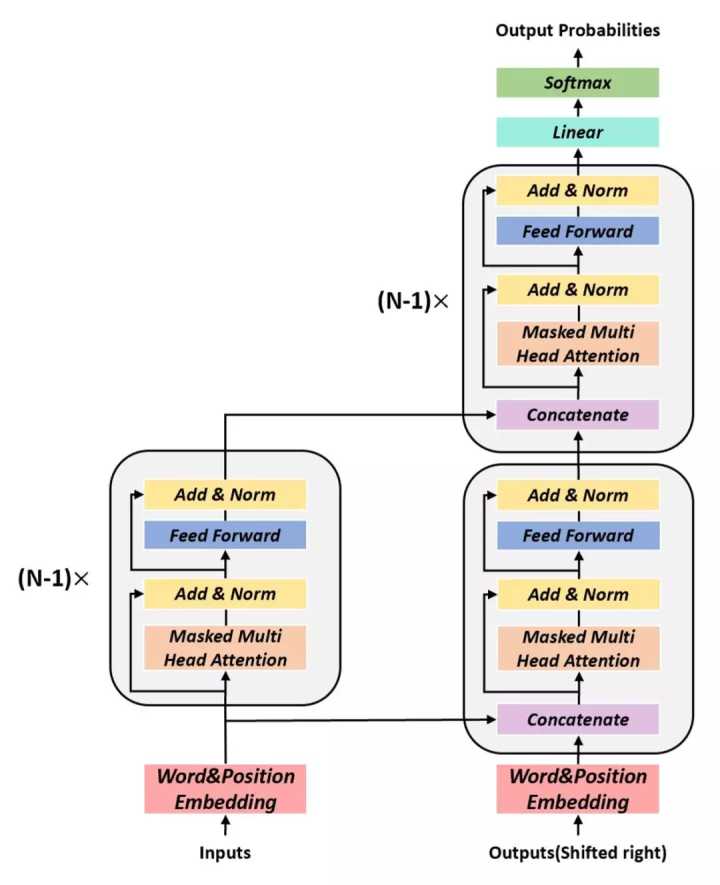 Output Probabilities
Softmax
Linear
Add & Norm
Feed Forward
(N-1)×
Add & Norm
Masked Multi
Head Attention
Concatenate
Add & Norm
Feed Forward
(N-1)×
Add & Norm
Masked Multi
Head Attention
Word&Position
Embedding
Inputs
Add & Norm
Feed Forward
Add & Norm
Masked Multi
Head Attention
Concatenate
Word&Position
Embedding
Outputs(Shifted right)